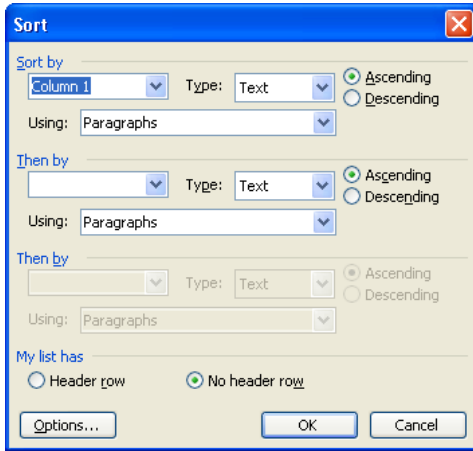 Sort
Sort by
Column 1 Type: Text Ascending
Descending
Using: Paragraphs
Then by
Type: Text Ascending
Descending
Using: Paragraphs
Then by
Type: Text Ascending
Descending
Using: Paragraphs
My list has
Header row No header row
Options... OK Cancel